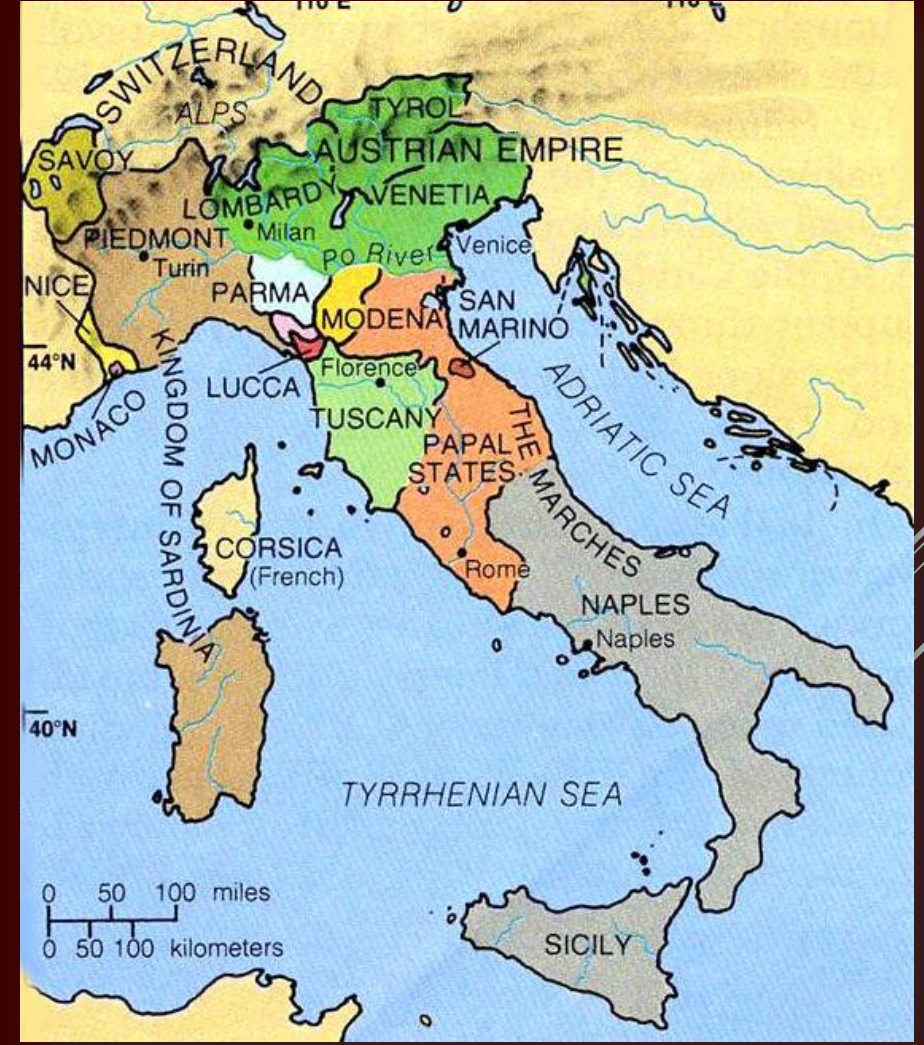 SWITZERLAND
ALPS
TYROL
SAVOY
AUSTRIAN EMPIRE
LOMBARDY
VENETIA
Milan
PIEDMONT
Turin
Po River
Venice
NICE
PARMA
MODENA
SAN
MARINO
44°N
LUCCA
Florence
MONACO
KINGDOM OF SARDINIA
TUSCANY
ADRIATIC SEA
PAPAL
STATES
THE MARCHES
CORSICA
(French)
Rome
NAPLES
Naples
40°N
TYRRHENIAN SEA
0 50 100 miles
0 50 100 kilometers
SICILY